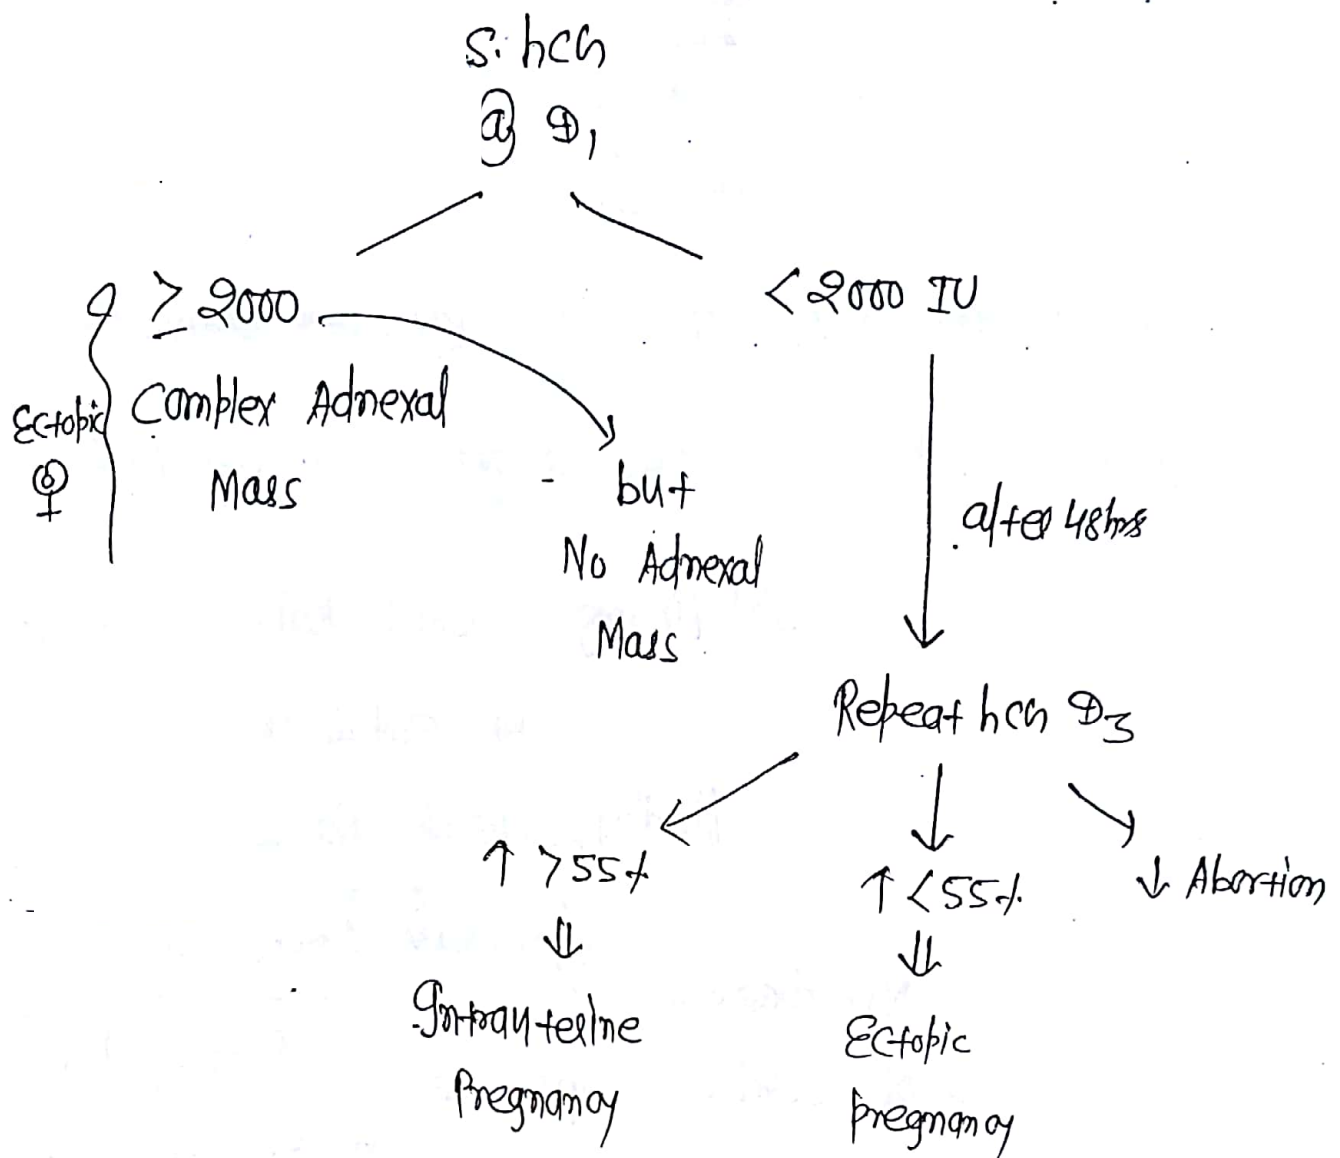 S. hCG
@ D1
≥ 2000
< 2000 IU
Complex Adnexal
Mass
Ectopic
but
No Adnexal
Mass
after 48hrs
Repeat hCG D3
↑ >55%
↑ <55%
↓ Abortion
⇓
⇓
Intrauterine
Pregnancy
Ectopic
pregnancy